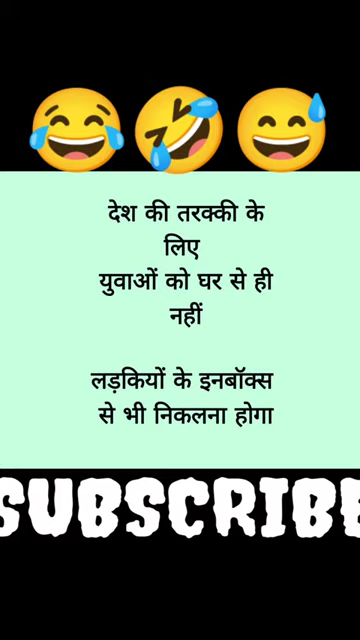 देश की तरक्की के
लिए
युवाओं को घर से ही
नहीं
लड़कियों के इनबॉक्स
से भी निकलना होगा
SUBSCRIBE